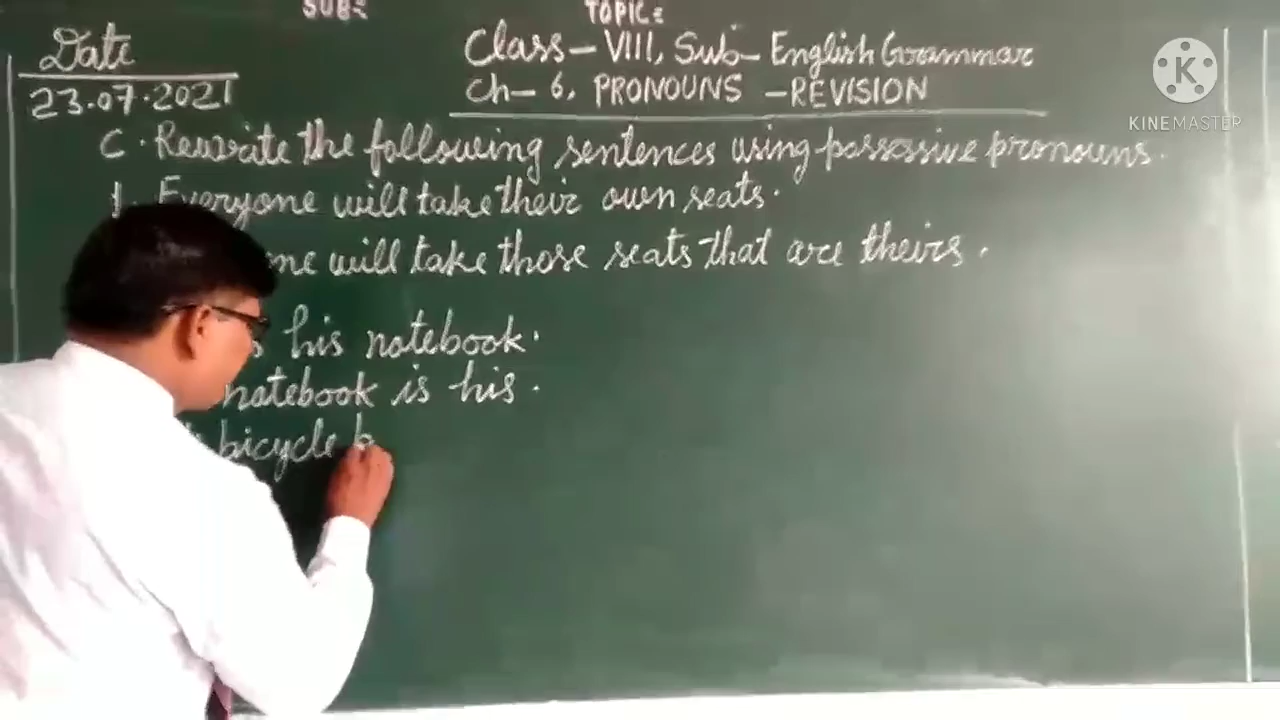 SUB:
TOPIC:
Date
Class - VIII, Sub - English Grammar
23.07.2021
Ch - 6, PRONOUNS - REVISION
KINEMASTER
C. Rewrite the following sentences using possessive pronouns.
1. Everyone will take their own seats.
will take those seats that are theirs.
his notebook.
notebook is his.
bicycle